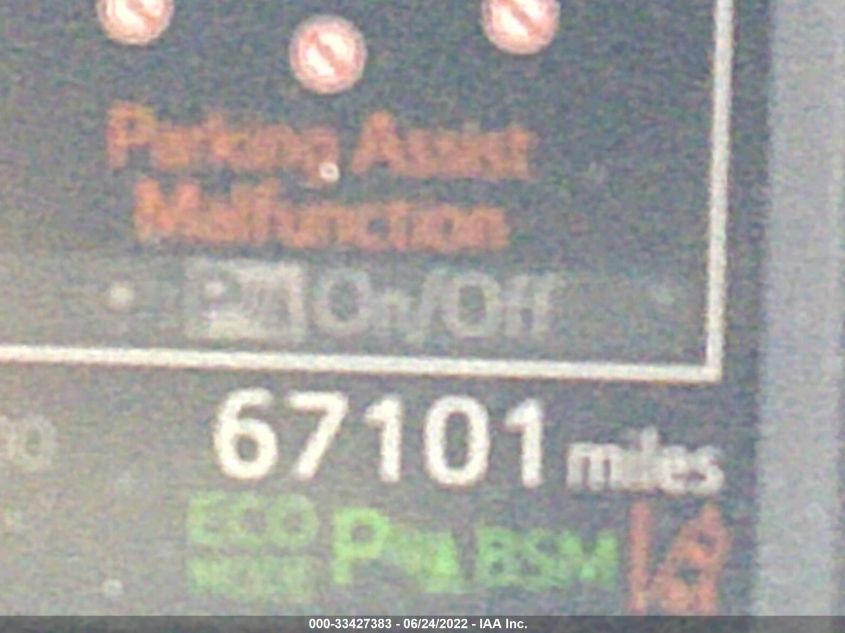 Parking Assist
Malfunction
P On/Off
67101 miles
ECO P BSM
MODE
000-33427383 - 06/24/2022 - IAA Inc.